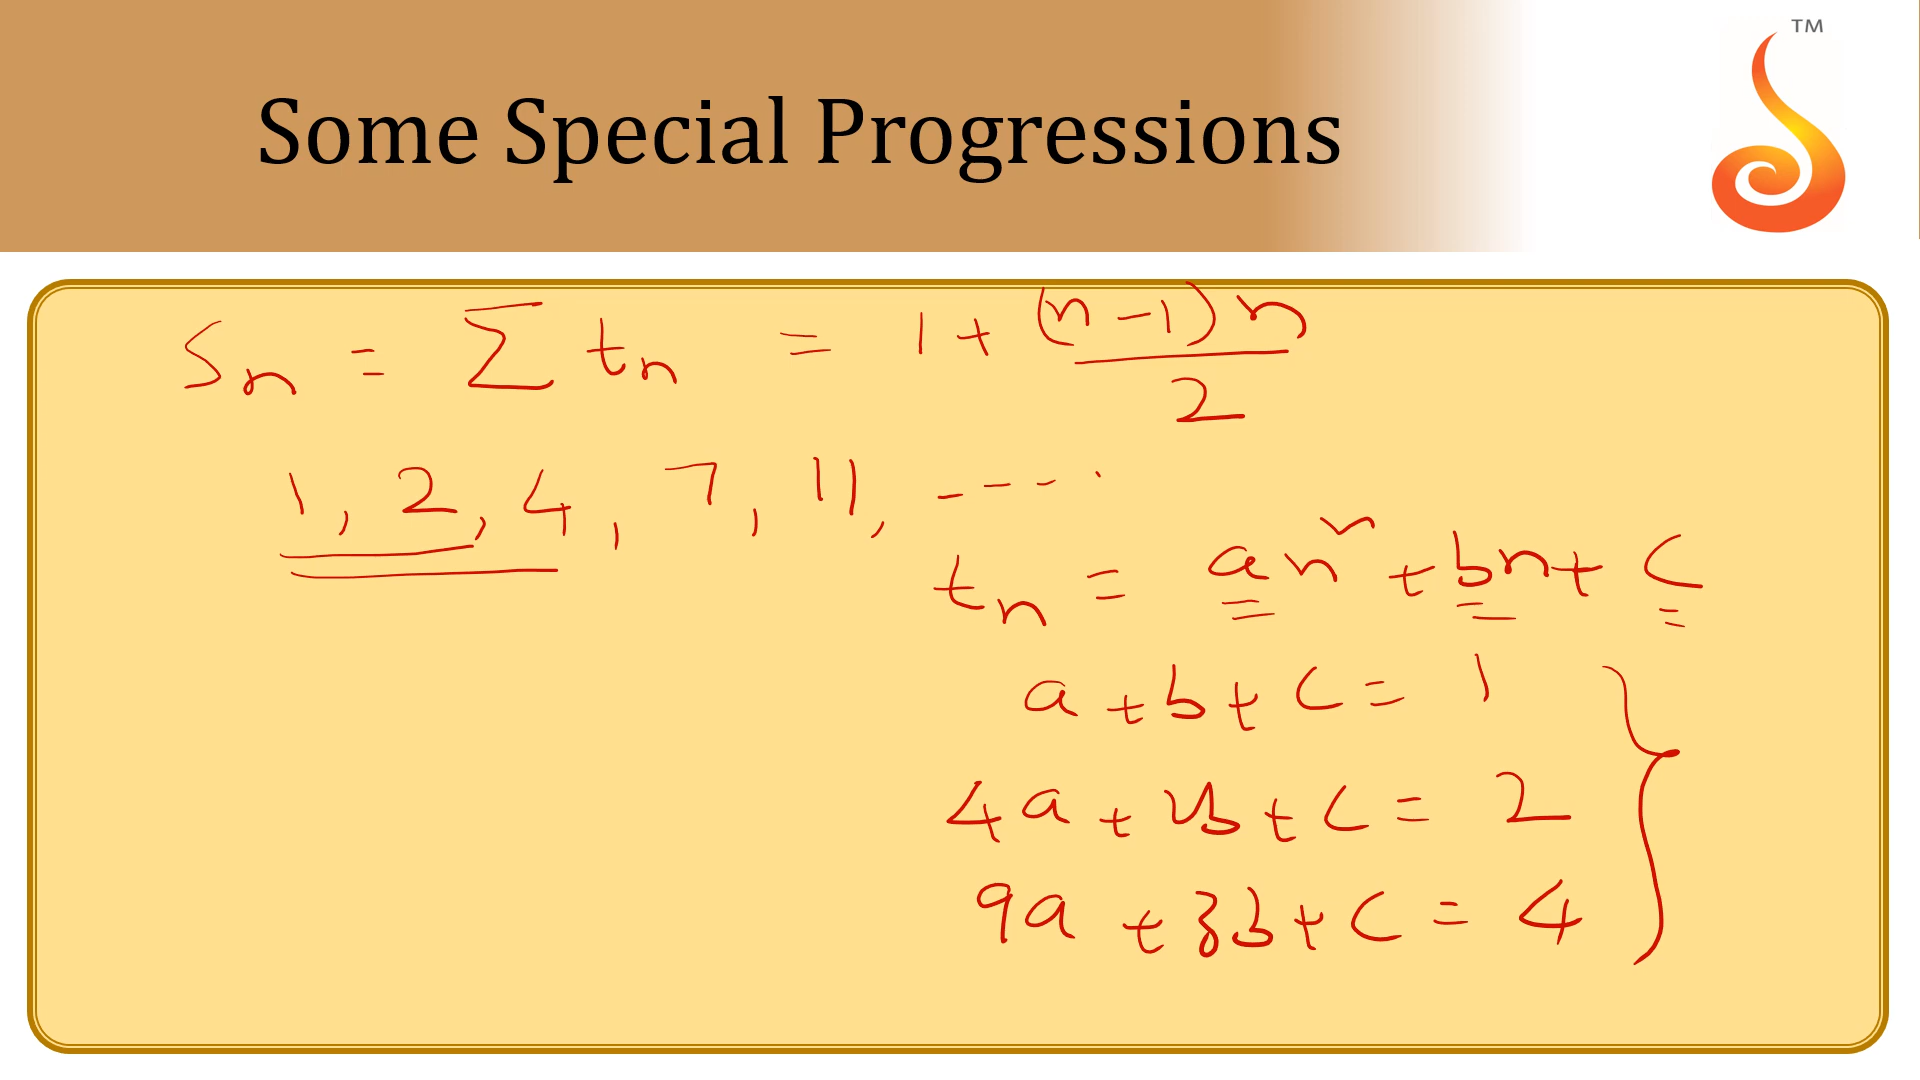 TM
Some Special Progressions
Sn = Σ tn = 1 + (n-1)n/2
1, 2, 4, 7, 11, - - - - .
tn = an² + bn + c
a + b + c = 1
4a + 2b + c = 2
9a + 3b + c = 4